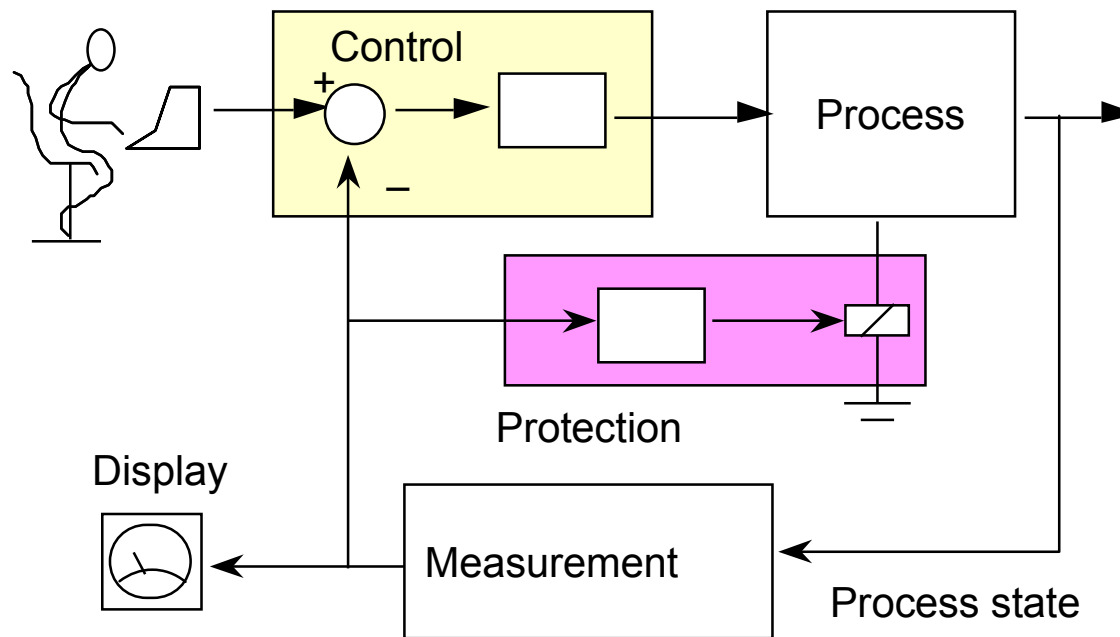 Control
+
Process
–
Protection
Display
Measurement
Process state